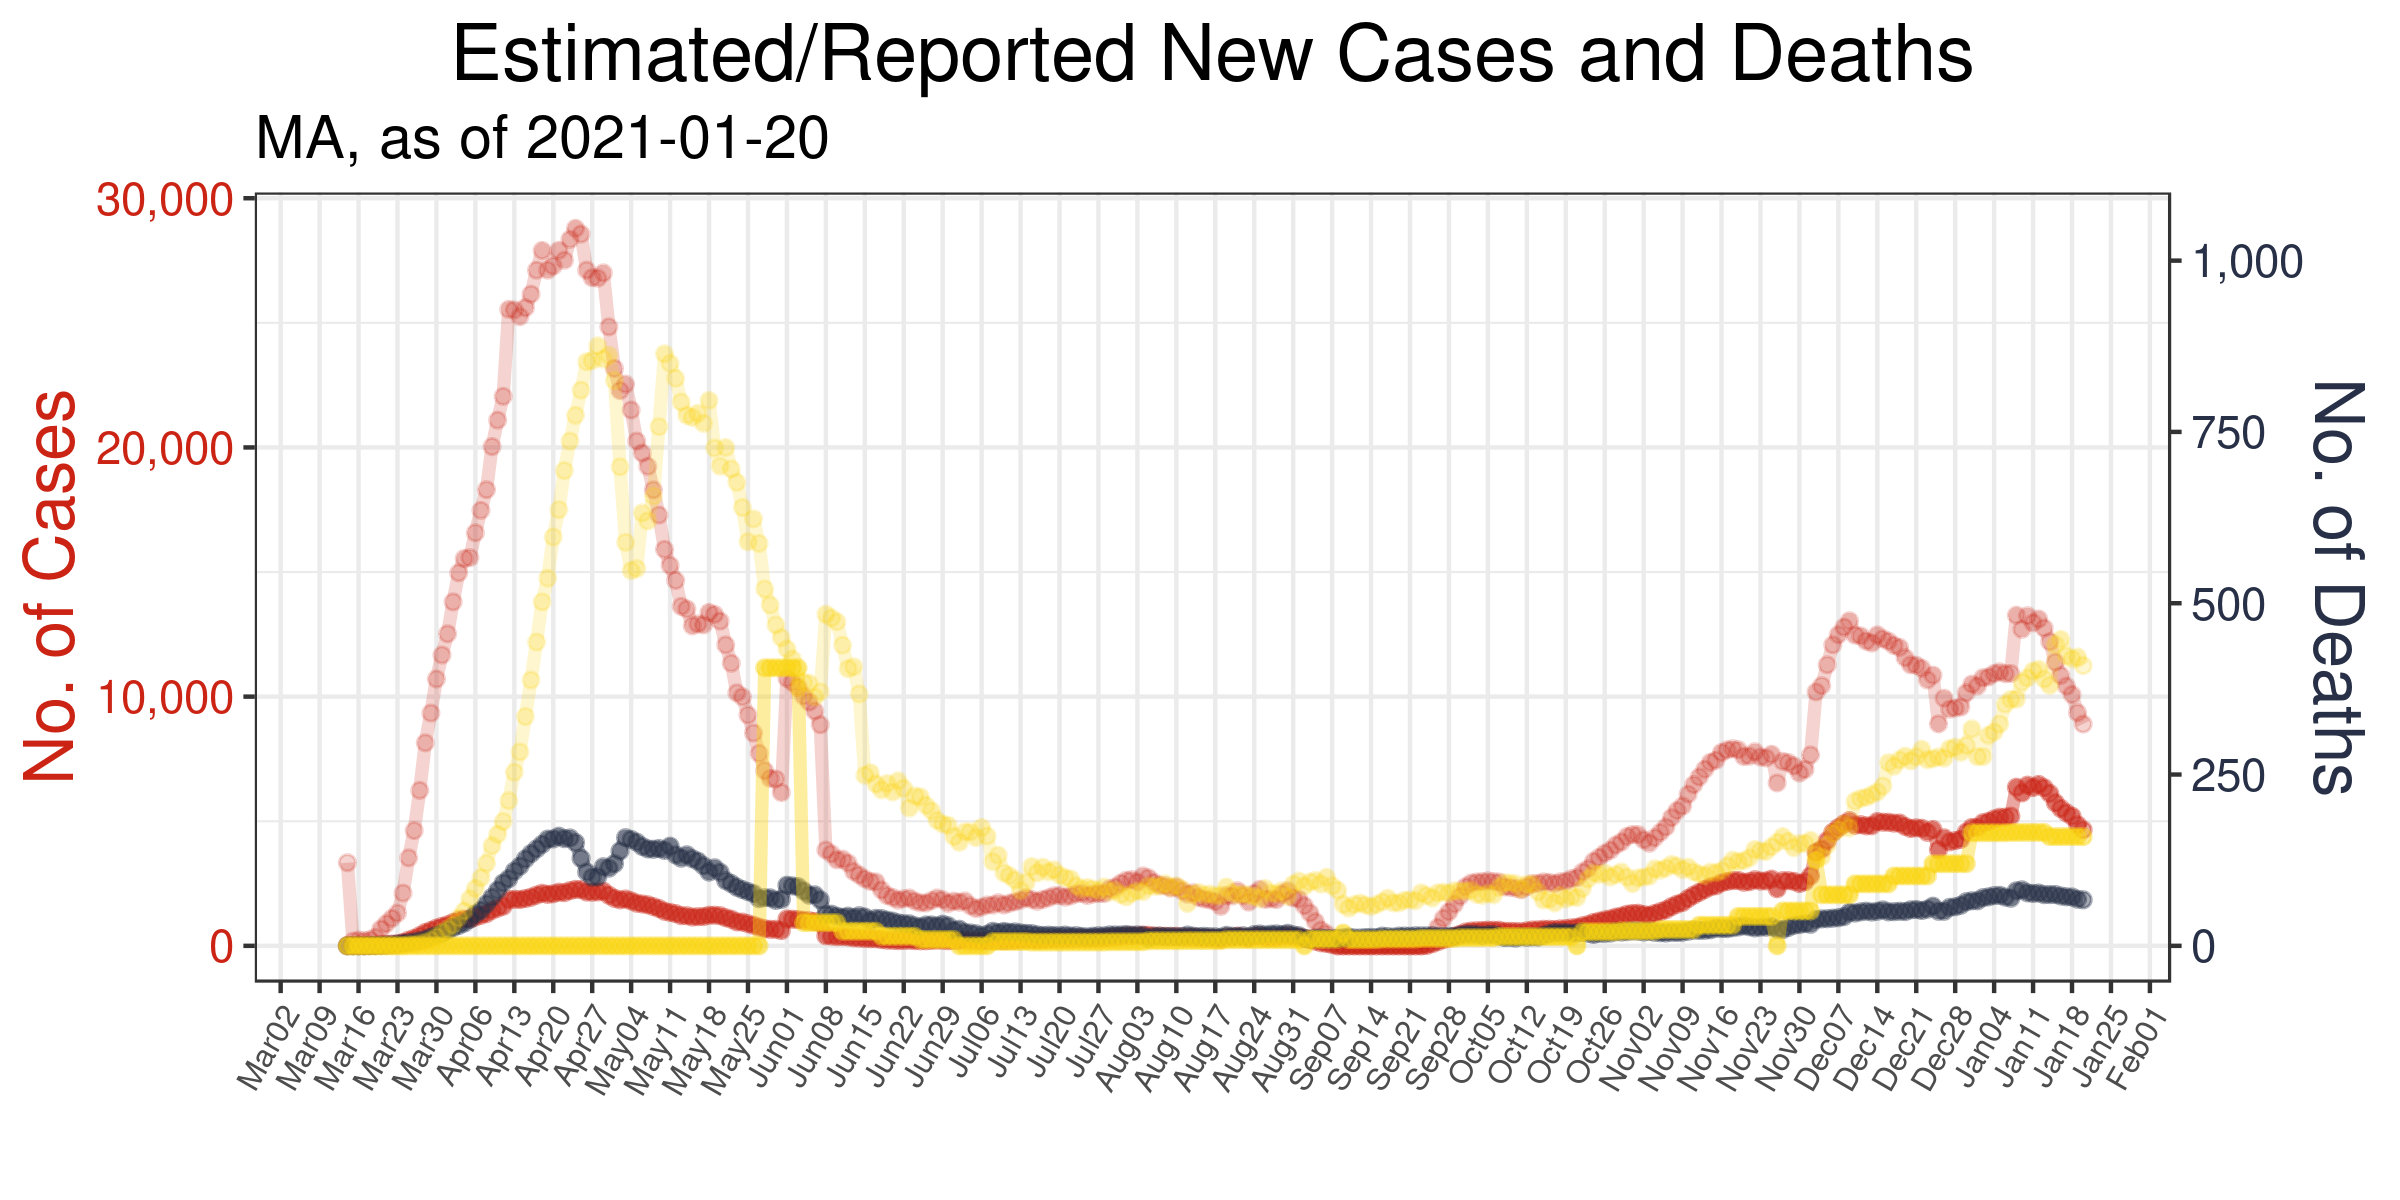 Estimated/Reported New Cases and Deaths
MA, as of 2021-01-20
No. of Cases
30,000
20,000
10,000
0
No. of Deaths
1,000
750
500
250
0
Mar02
Mar09
Mar16
Mar23
Mar30
Apr06
Apr13
Apr20
Apr27
May04
May11
May18
May25
Jun01
Jun08
Jun15
Jun22
Jun29
Jul06
Jul13
Jul20
Jul27
Aug03
Aug10
Aug17
Aug24
Aug31
Sep07
Sep14
Sep21
Sep28
Oct05
Oct12
Oct19
Oct26
Nov02
Nov09
Nov16
Nov23
Nov30
Dec07
Dec14
Dec21
Dec28
Jan04
Jan11
Jan18
Jan25
Feb01